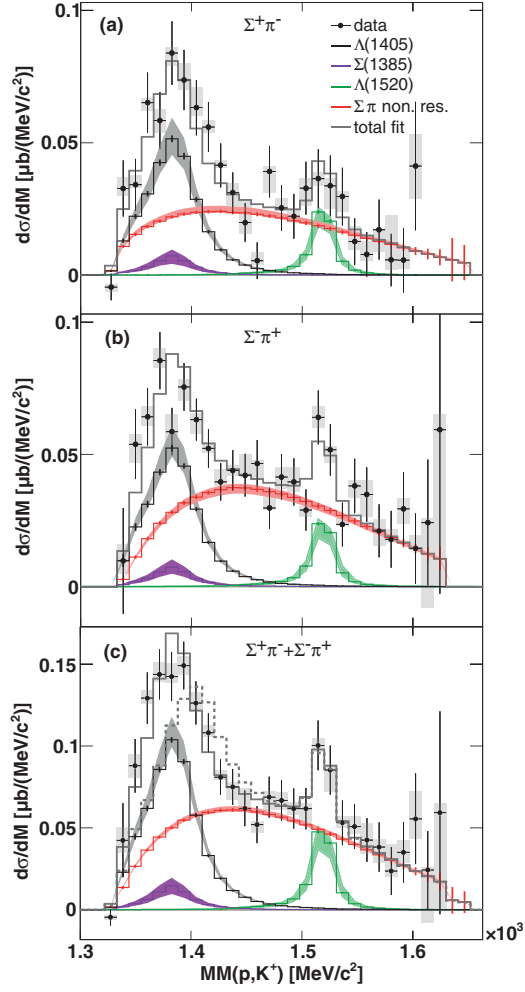 0.1
(a)
Σ⁺π⁻
data
Λ(1405)
Σ(1385)
Λ(1520)
Σπ non. res.
total fit
dσ/dM [μb/(MeV/c²)]
0.05
0
0.1
(b)
Σ⁻π⁺
dσ/dM [μb/(MeV/c²)]
0.05
0
(c)
Σ⁺π⁻+Σ⁻π⁺
0.15
dσ/dM [μb/(MeV/c²)]
0.1
0.05
0
1.3 1.4 1.5 1.6
×10³
MM(p,K⁺) [MeV/c²]